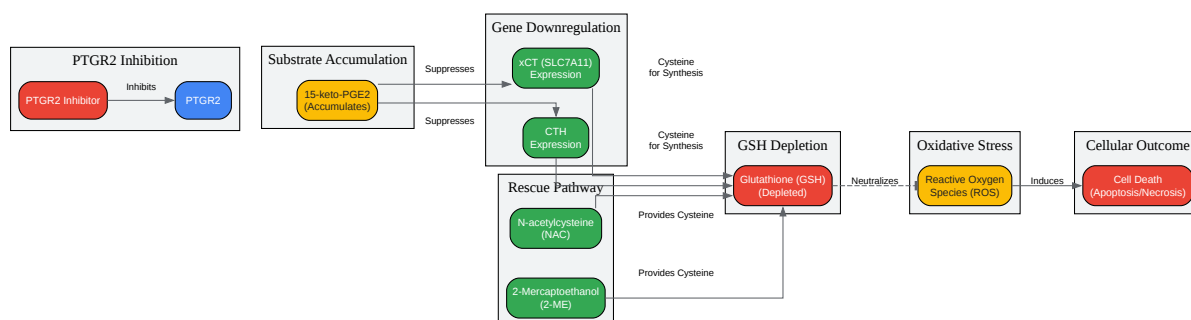 PTGR2 Inhibition
PTGR2 Inhibitor
Inhibits
PTGR2
Substrate Accumulation
15-keto-PGE2
(Accumulates)
Suppresses
Suppresses
Gene Downregulation
xCT (SLC7A11)
Expression
CTH
Expression
Cysteine
for Synthesis
Cysteine
for Synthesis
Rescue Pathway
N-acetylcysteine
(NAC)
2-Mercaptoethanol
(2-ME)
Provides Cysteine
Provides Cysteine
GSH Depletion
Glutathione (GSH)
(Depleted)
Neutralizes
Oxidative Stress
Reactive Oxygen
Species (ROS)
Induces
Cellular Outcome
Cell Death
(Apoptosis/Necrosis)